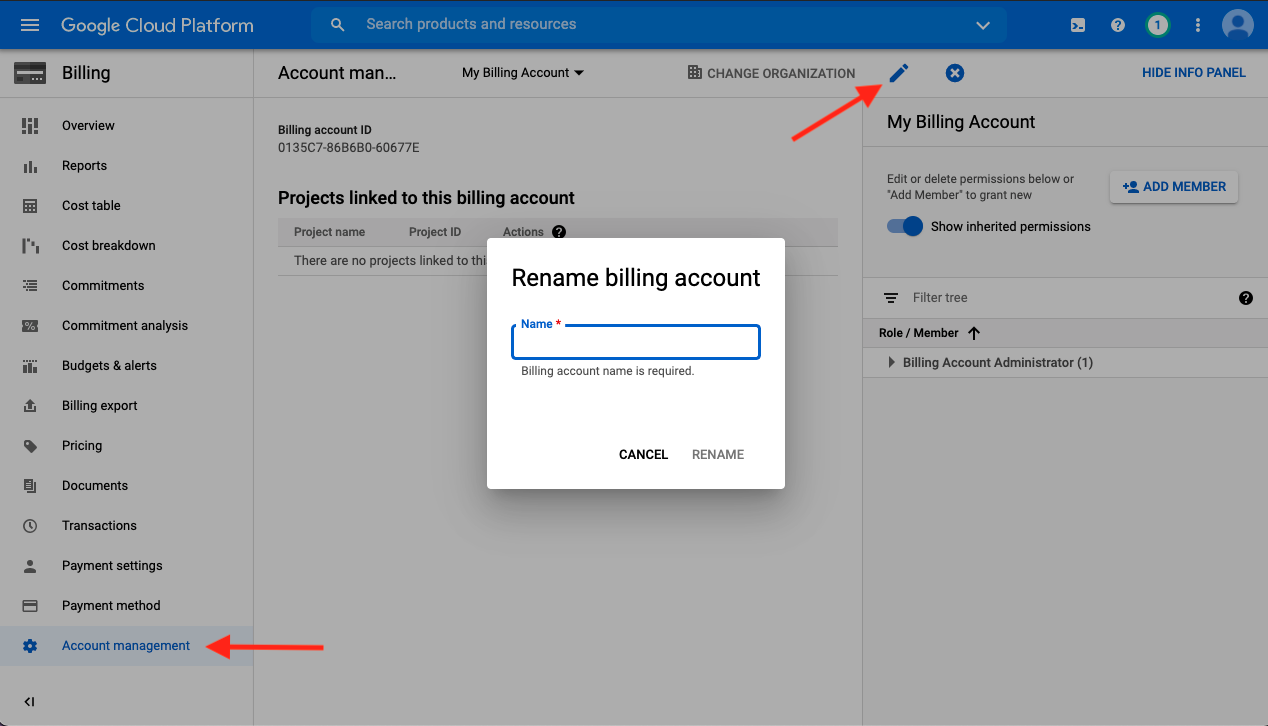 Google Cloud Platform
Search products and resources
1
Billing
Account man...
My Billing Account
CHANGE ORGANIZATION
HIDE INFO PANEL
Overview
Reports
Cost table
Cost breakdown
Commitments
Commitment analysis
Budgets & alerts
Billing export
Pricing
Documents
Transactions
Payment settings
Payment method
Account management
Billing account ID
0135C7-86B6B0-60677E
Projects linked to this billing account
Project name Project ID Actions
There are no projects linked to thi
Rename billing account
Name *
Billing account name is required.
CANCEL RENAME
My Billing Account
Edit or delete permissions below or
"Add Member" to grant new
ADD MEMBER
Show inherited permissions
Filter tree
Role / Member
Billing Account Administrator (1)